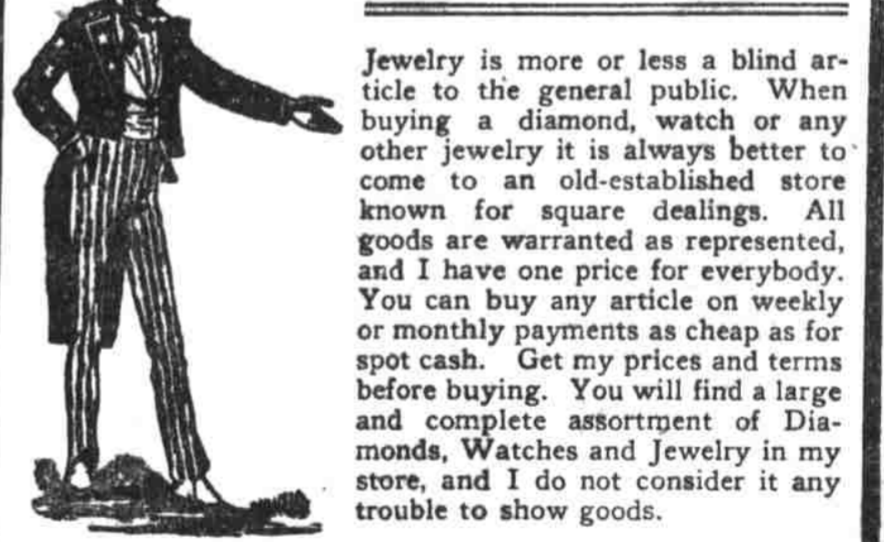 Jewelry is more or less a blind ar-
ticle to the general public. When
buying a diamond, watch or any
other jewelry it is always better to
come to an old-established store
known for square dealings. All
goods are warranted as represented,
and I have one price for everybody.
You can buy any article on weekly
or monthly payments as cheap as for
spot cash. Get my prices and terms
before buying. You will find a large
and complete assortment of Dia-
monds, Watches and Jewelry in my
store, and I do not consider it any
trouble to show goods.